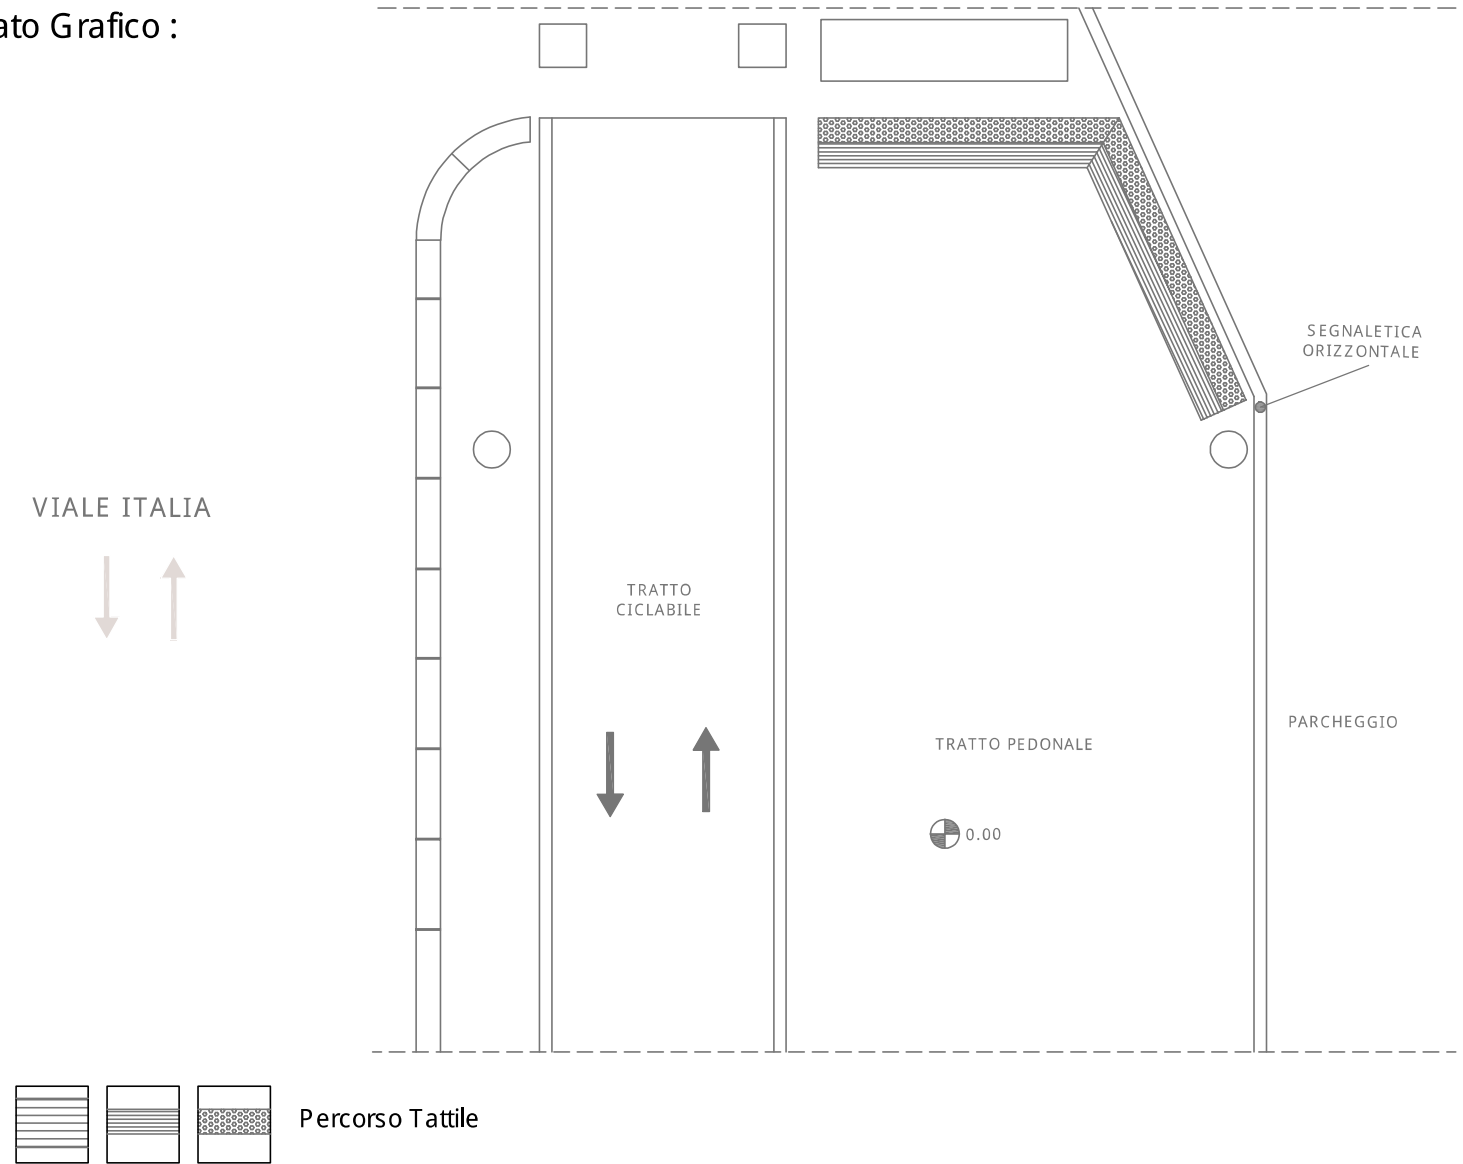 ato Grafico :
SEGNALETICA
ORIZZONTALE
VIALE ITALIA
TRATTO
CICLABILE
PARCHEGGIO
TRATTO PEDONALE
0.00
Percorso Tattile